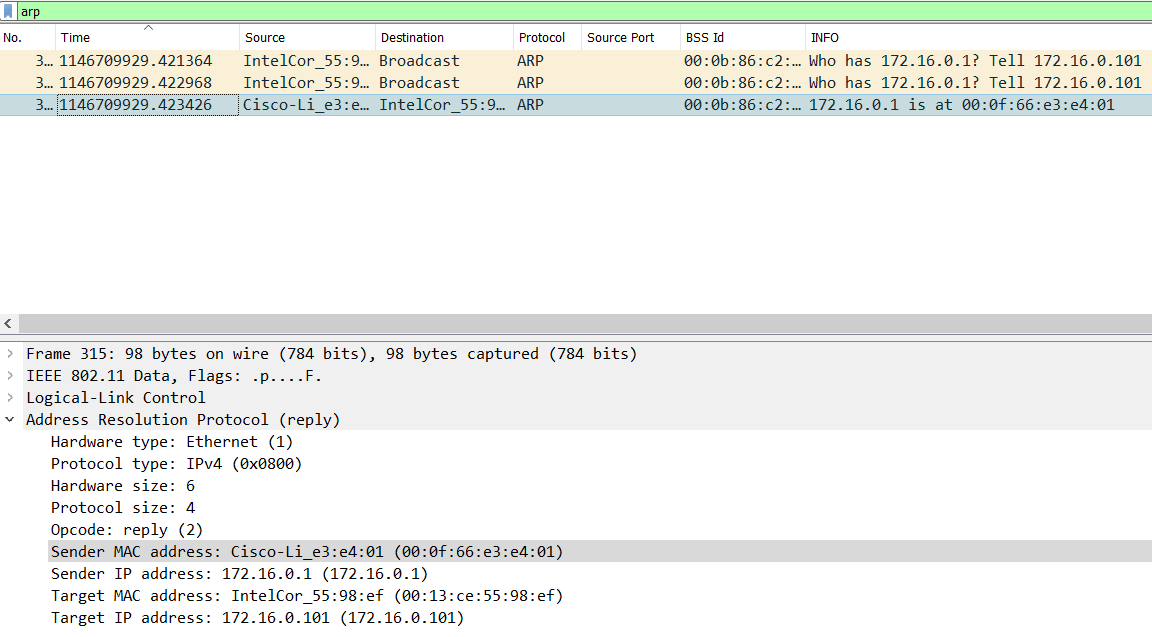 arp
No. Time Source Destination Protocol Source Port BSS Id INFO
3… 1146709929.421364 IntelCor_55:9… Broadcast ARP 00:0b:86:c2:… Who has 172.16.0.1? Tell 172.16.0.101
3… 1146709929.422968 IntelCor_55:9… Broadcast ARP 00:0b:86:c2:… Who has 172.16.0.1? Tell 172.16.0.101
3… 1146709929.423426 Cisco-Li_e3:e… IntelCor_55:9… ARP 00:0b:86:c2:… 172.16.0.1 is at 00:0f:66:e3:e4:01
Frame 315: 98 bytes on wire (784 bits), 98 bytes captured (784 bits)
IEEE 802.11 Data, Flags: .p....F.
Logical-Link Control
Address Resolution Protocol (reply)
Hardware type: Ethernet (1)
Protocol type: IPv4 (0x0800)
Hardware size: 6
Protocol size: 4
Opcode: reply (2)
Sender MAC address: Cisco-Li_e3:e4:01 (00:0f:66:e3:e4:01)
Sender IP address: 172.16.0.1 (172.16.0.1)
Target MAC address: IntelCor_55:98:ef (00:13:ce:55:98:ef)
Target IP address: 172.16.0.101 (172.16.0.101)